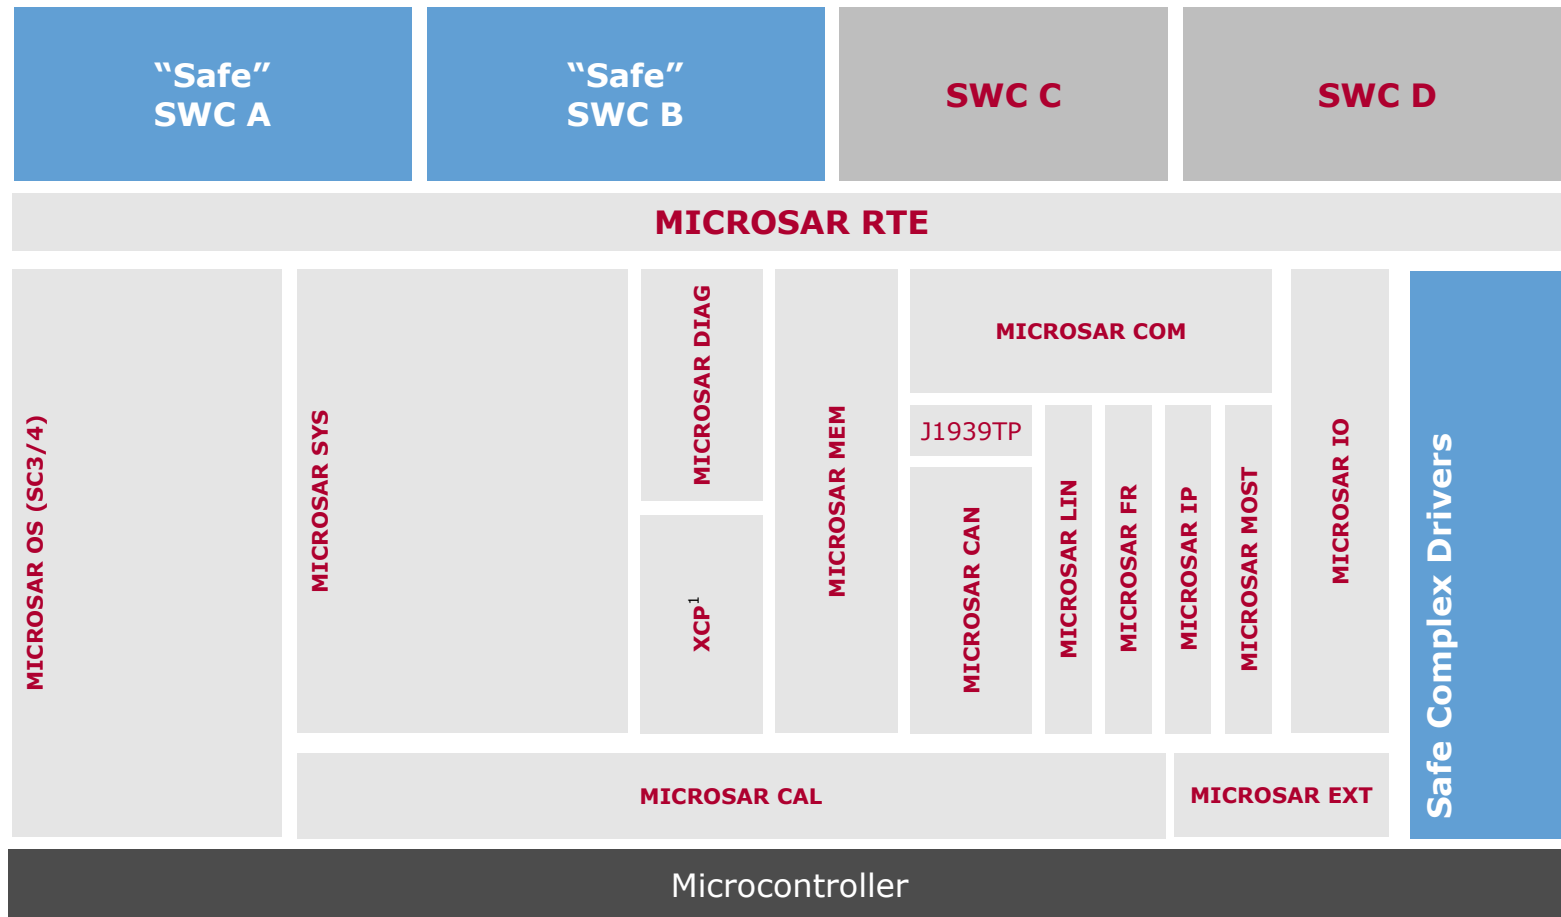 “Safe”
SWC A
“Safe”
SWC B
SWC C
SWC D
MICROSAR RTE
MICROSAR OS (SC3/4)
MICROSAR SYS
MICROSAR DIAG
XCP1
MICROSAR MEM
MICROSAR COM
J1939TP
MICROSAR CAN
MICROSAR LIN
MICROSAR FR
MICROSAR IP
MICROSAR MOST
MICROSAR IO
Safe Complex Drivers
MICROSAR CAL
MICROSAR EXT
Microcontroller